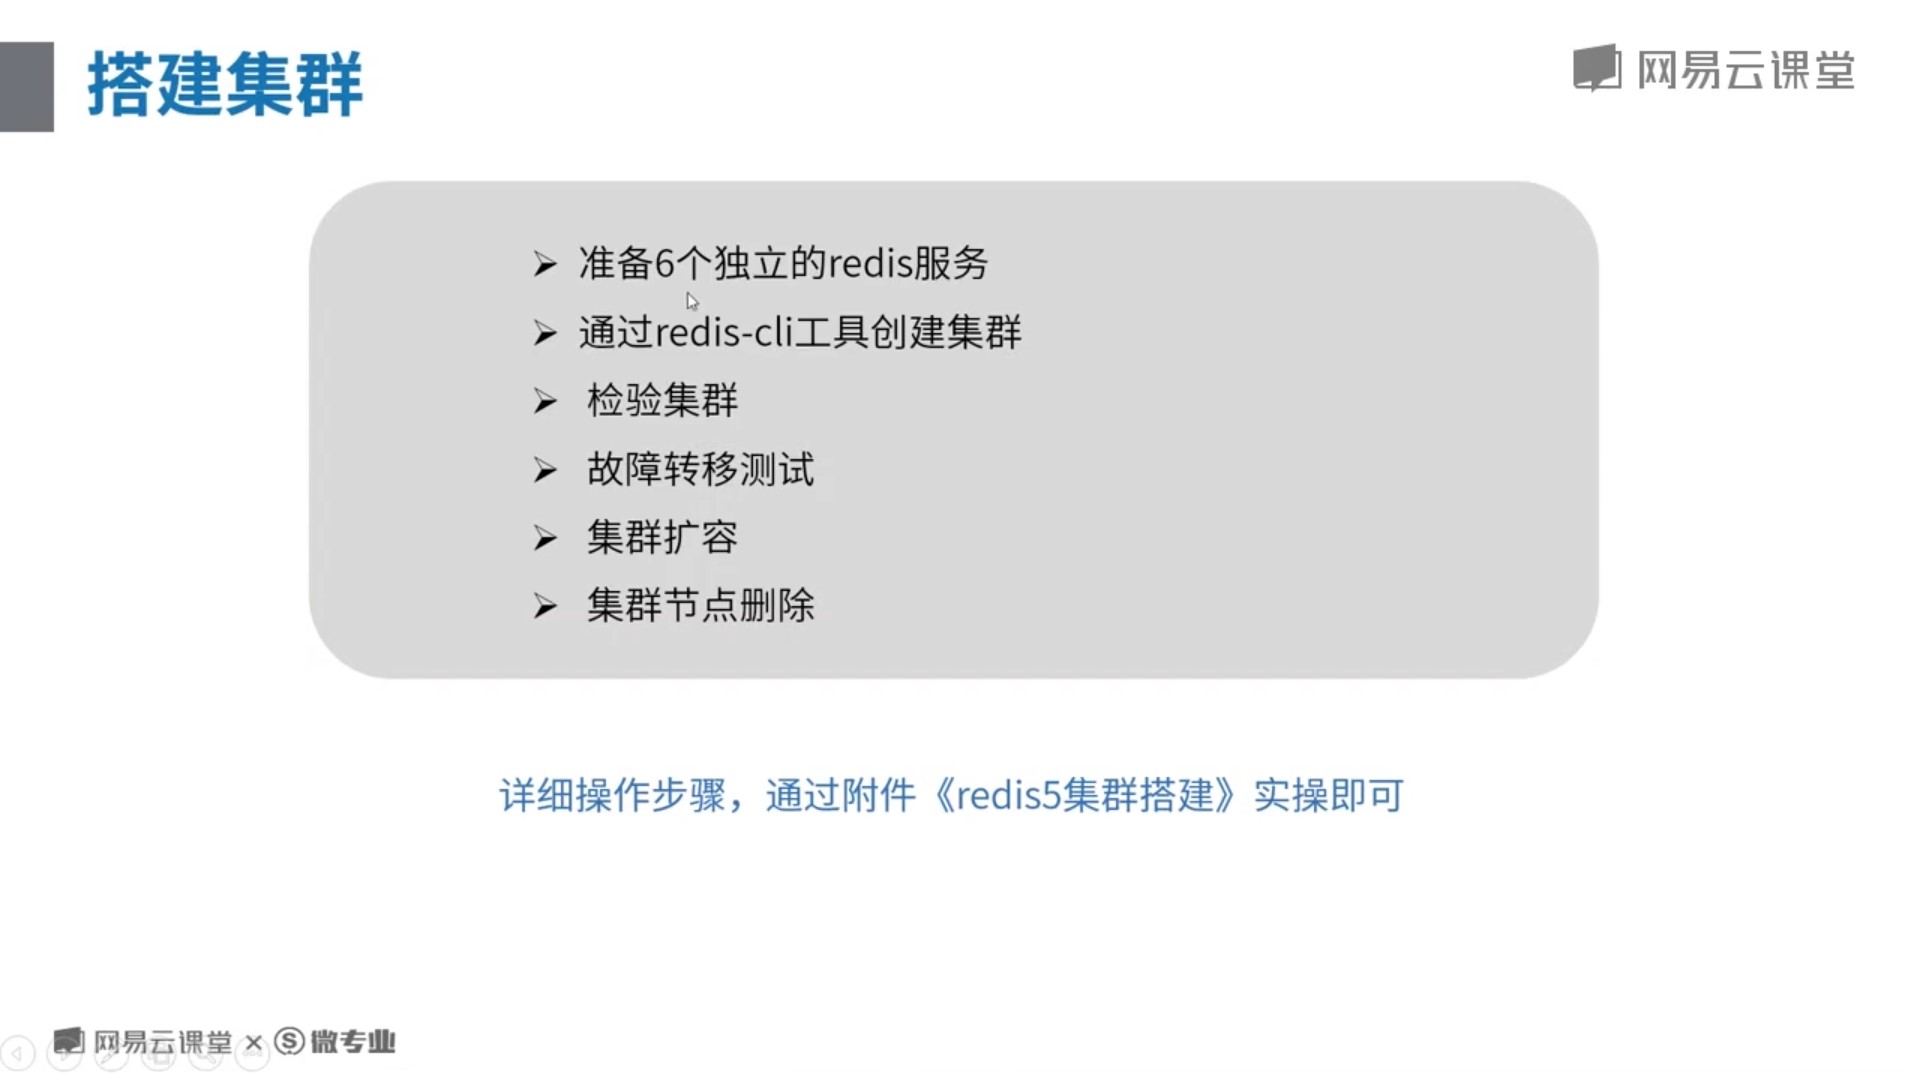 搭建集群
网易云课堂
准备6个独立的redis服务
通过redis-cli工具创建集群
检验集群
故障转移测试
集群扩容
集群节点删除
详细操作步骤，通过附件《redis5集群搭建》实操即可
网易云课堂 × S 微专业